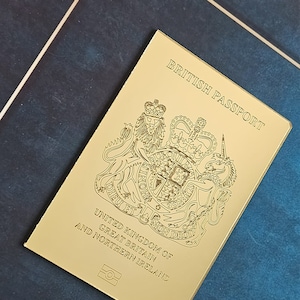 BRITISH PASSPORT
UNITED KINGDOM OF
GREAT BRITAIN
AND NORTHERN IRELAND